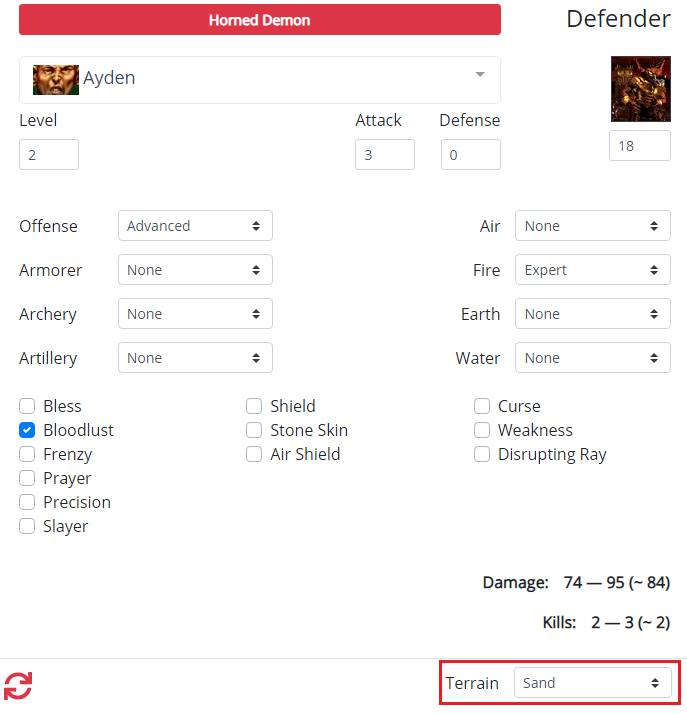 Horned Demon
Defender
Ayden
Level
Attack
Defense
2
3
0
18
Offense
Advanced
Air
None
Armorer
None
Fire
Expert
Archery
None
Earth
None
Artillery
None
Water
None
Bless
Shield
Curse
Bloodlust
Stone Skin
Weakness
Frenzy
Air Shield
Disrupting Ray
Prayer
Precision
Slayer
Damage: 74 — 95 (~ 84)
Kills: 2 — 3 (~ 2)
Terrain
Sand